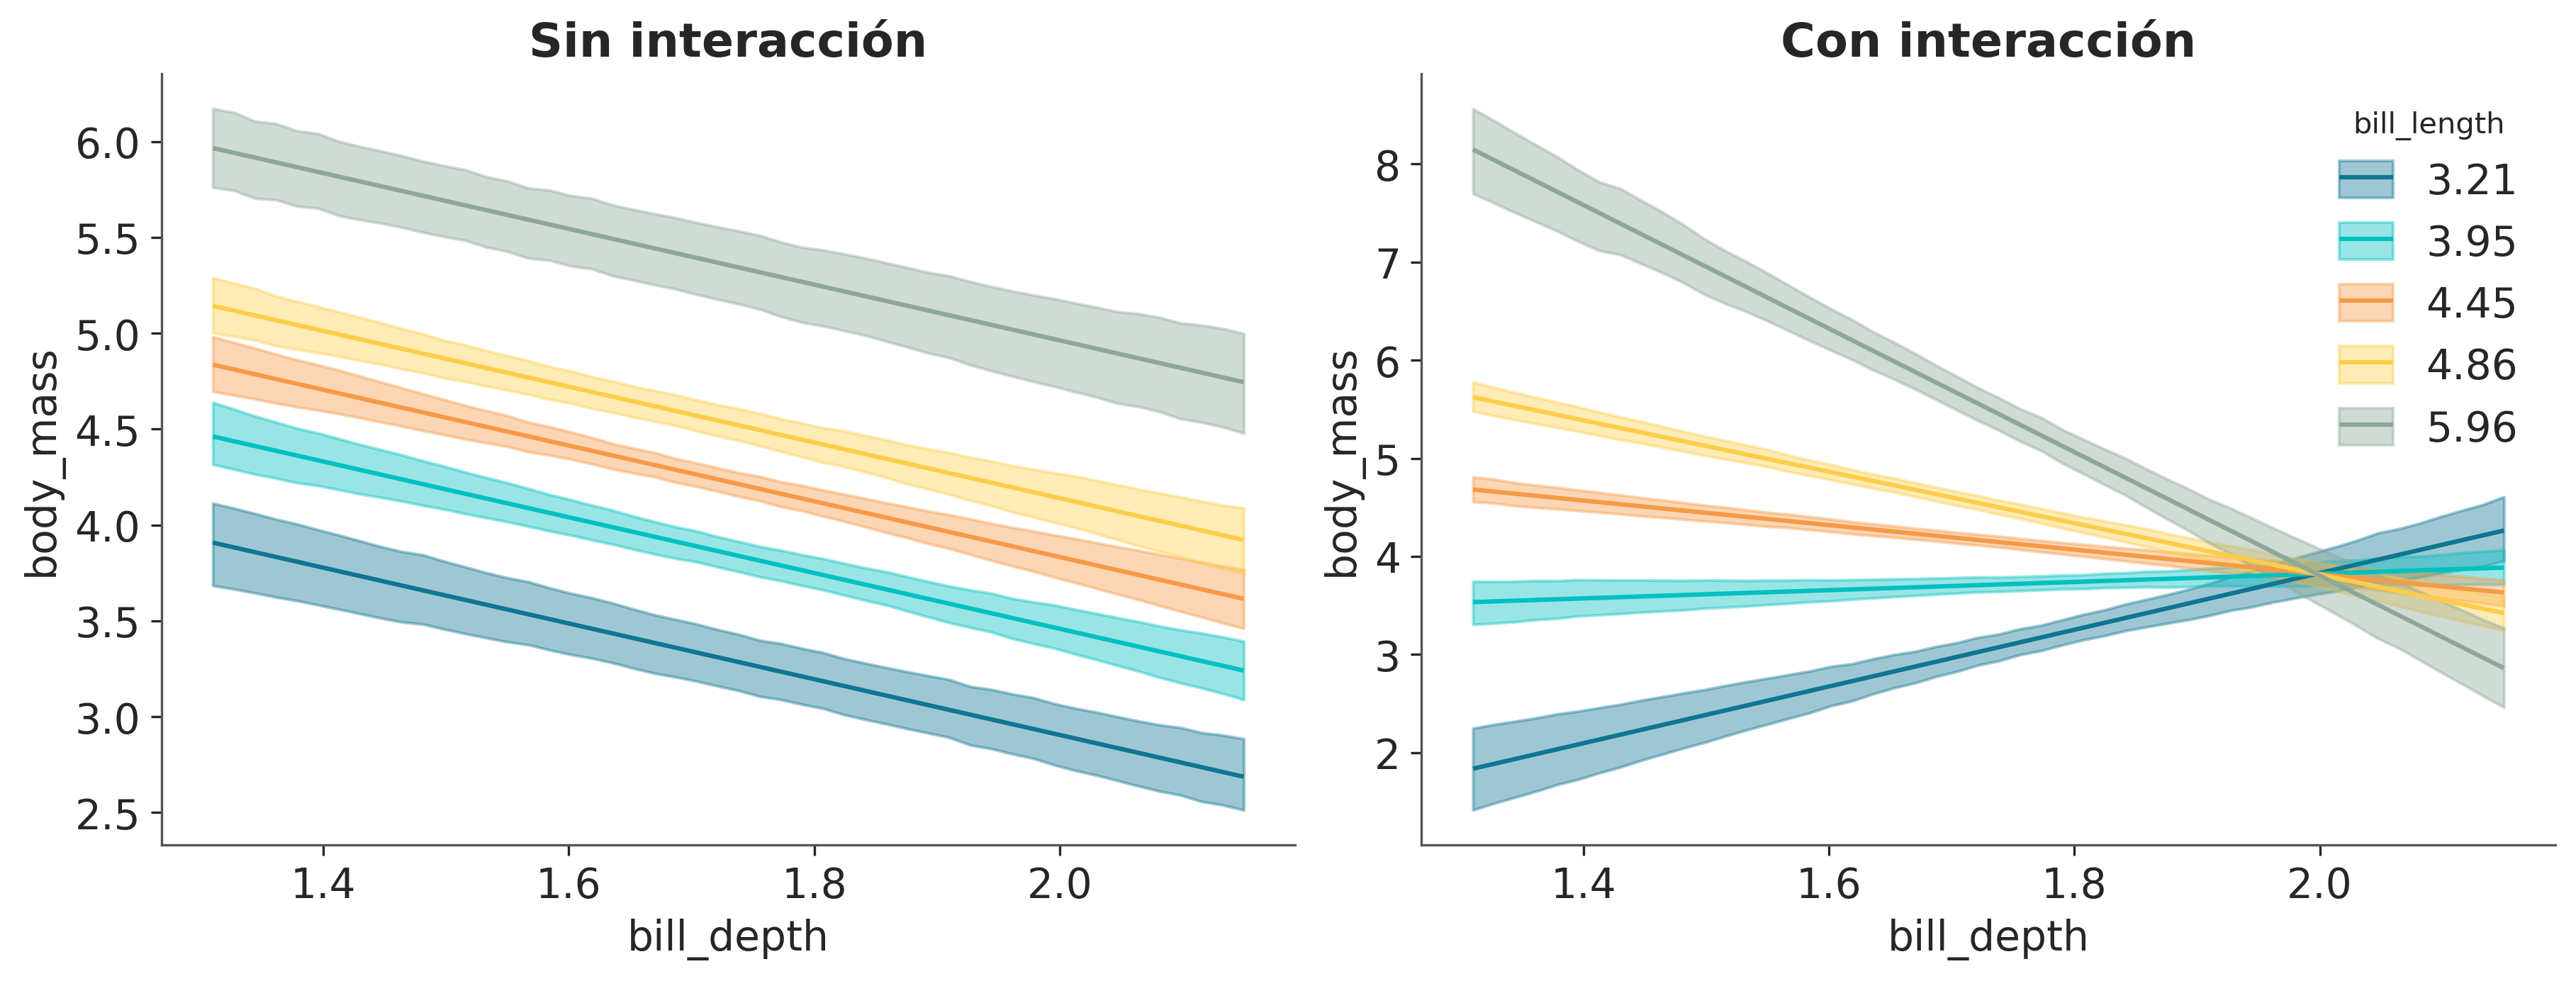 Sin interacción
6.0
5.5
5.0
4.5
4.0
3.5
3.0
2.5
body_mass
1.4 1.6 1.8 2.0
bill_depth
Con interacción
8
7
6
5
4
3
2
body_mass
1.4 1.6 1.8 2.0
bill_depth
bill_length
3.21
3.95
4.45
4.86
5.96